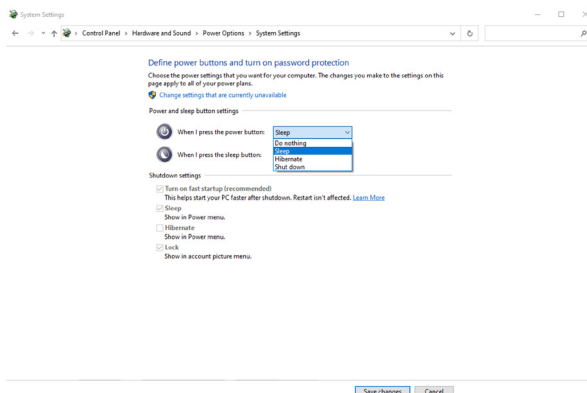 System Settings
Control Panel > Hardware and Sound > Power Options > System Settings
Define power buttons and turn on password protection
Choose the power settings that you want for your computer. The changes you make to the settings on this
page apply to all of your power plans.
Change settings that are currently unavailable
Power and sleep button settings
When I press the power button: Sleep
Do nothing
Sleep
When I press the sleep button:
Hibernate
Shut down
Shutdown settings
Turn on fast startup (recommended)
This helps start your PC faster after shutdown. Restart isn't affected. Learn More
Sleep
Show in Power menu.
Hibernate
Show in Power menu.
Lock
Show in account picture menu.
Save changes Cancel